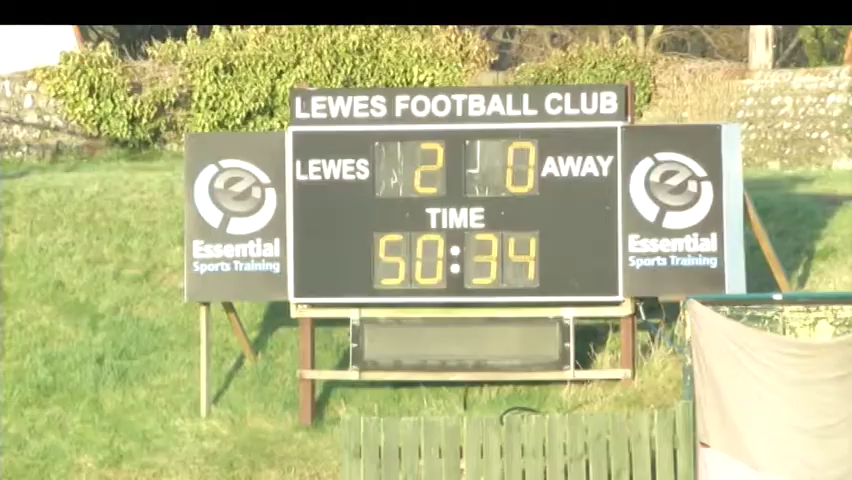 LEWES FOOTBALL CLUB
LEWES 2 0 AWAY
TIME
50:34
e
Essential
Sports Training
e
Essential
Sports Training